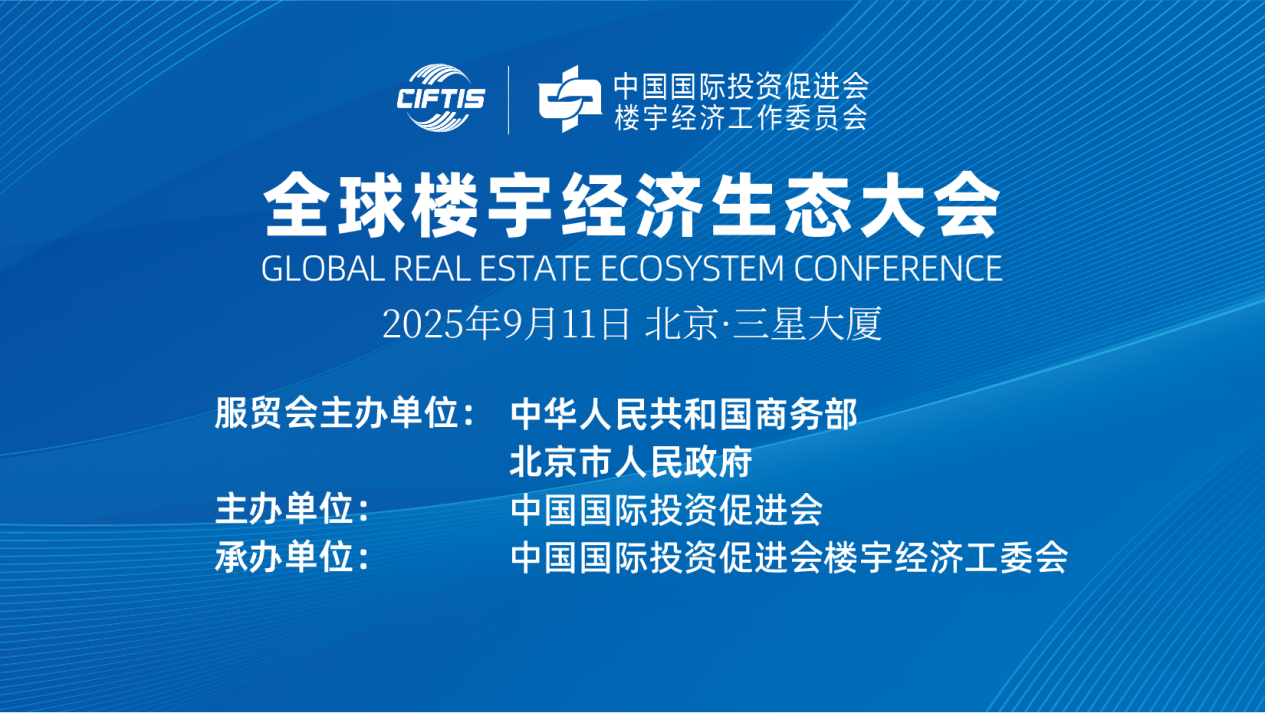 CIFTIS
中国国际投资促进会
楼宇经济工作委员会
全球楼宇经济生态大会
GLOBAL REAL ESTATE ECOSYSTEM CONFERENCE
2025年9月11日 北京·三星大厦
服贸会主办单位： 中华人民共和国商务部
北京市人民政府
主办单位： 中国国际投资促进会
承办单位： 中国国际投资促进会楼宇经济工委会